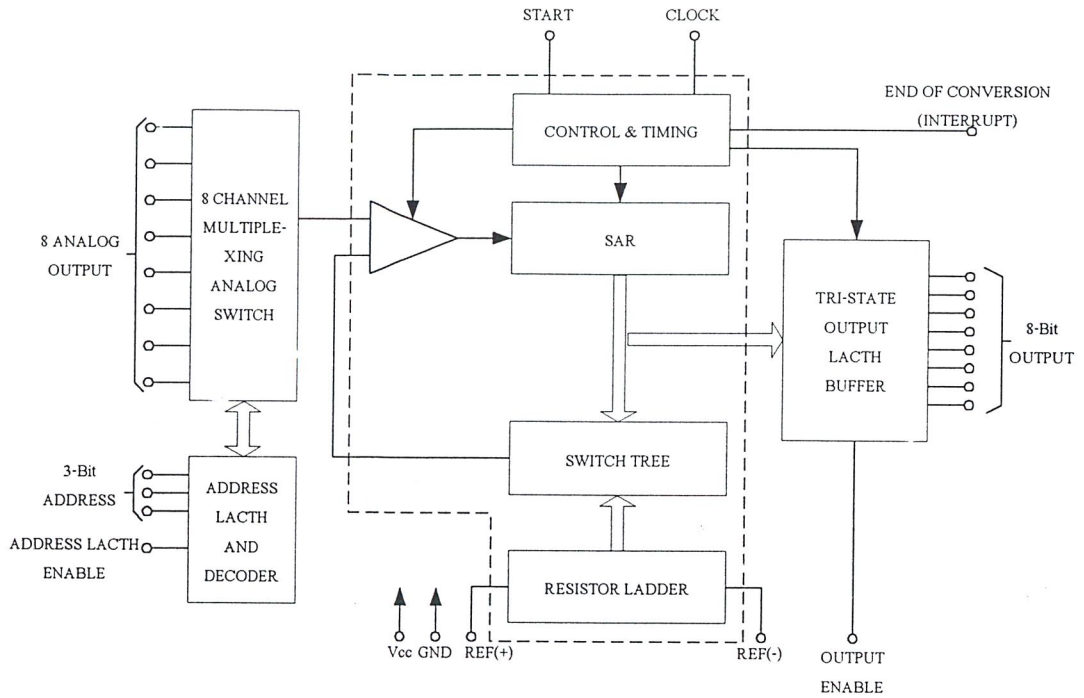 START
CLOCK
END OF CONVERSION
(INTERRUPT)
CONTROL & TIMING
8 ANALOG
OUTPUT
8 CHANNEL
MULTIPLE-
XING
ANALOG
SWITCH
SAR
TRI-STATE
OUTPUT
LACTH
BUFFER
8-Bit
OUTPUT
SWITCH TREE
3-Bit
ADDRESS
ADDRESS LACTH
ENABLE
ADDRESS
LACTH
AND
DECODER
RESISTOR LADDER
Vcc
GND
REF(+)
REF(-)
OUTPUT
ENABLE